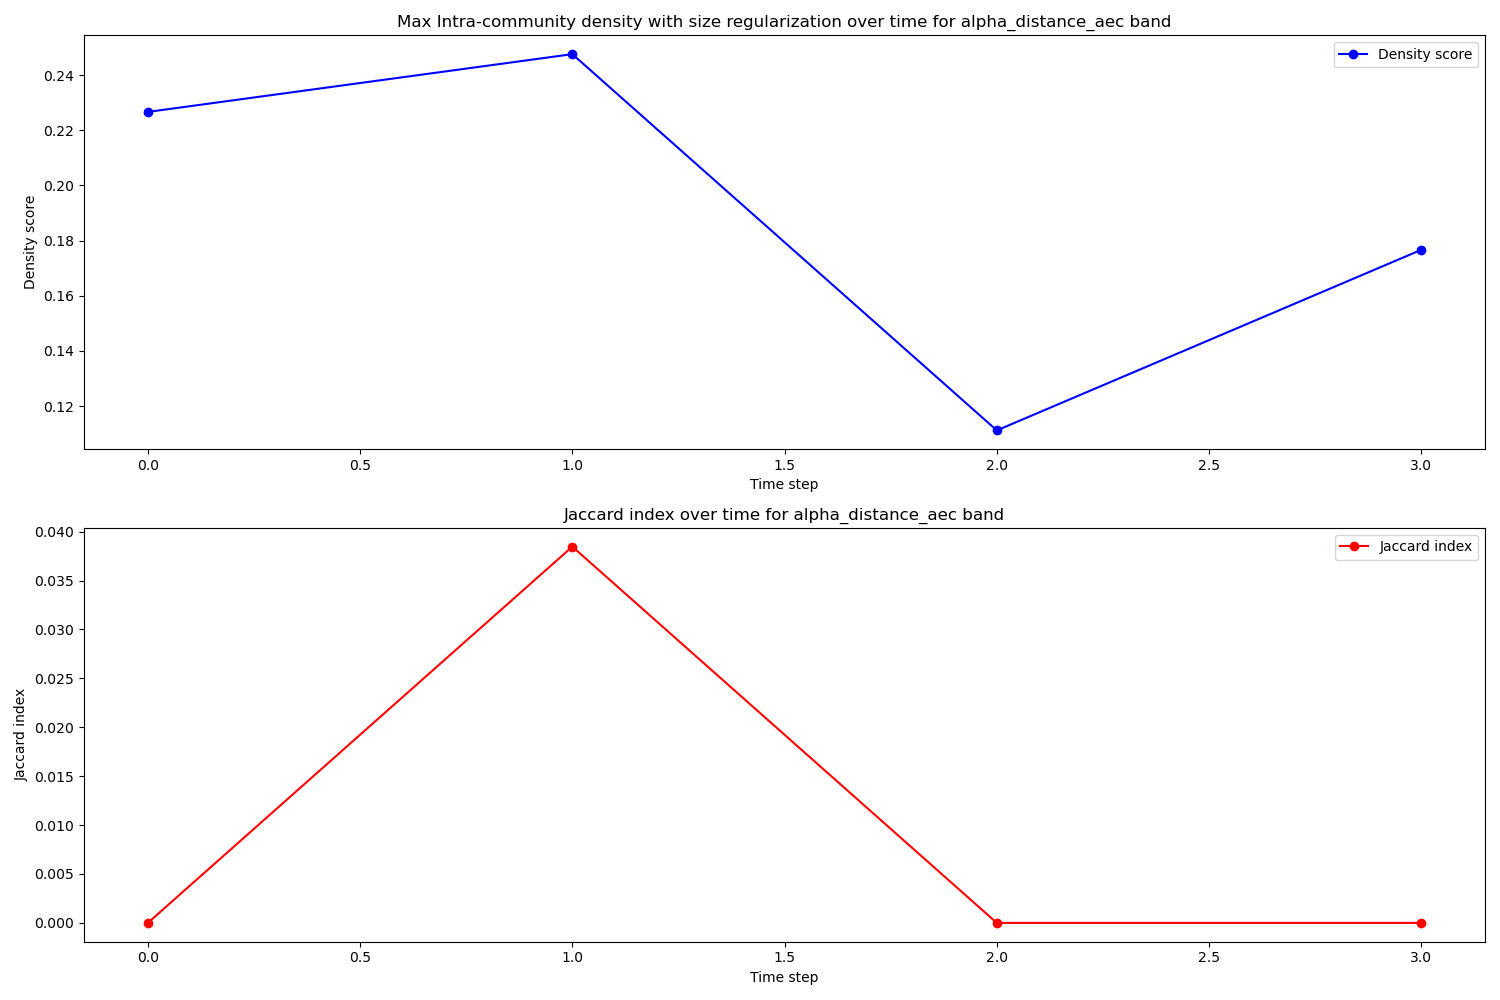 Max Intra-community density with size regularization over time for alpha_distance_aec band
Density score
0.24
0.22
0.20
0.18
0.16
0.14
0.12
Density score
0.0 0.5 1.0 1.5 2.0 2.5 3.0
Time step
Jaccard index over time for alpha_distance_aec band
Jaccard index
0.040
0.035
0.030
0.025
0.020
0.015
0.010
0.005
0.000
Jaccard index
0.0 0.5 1.0 1.5 2.0 2.5 3.0
Time step